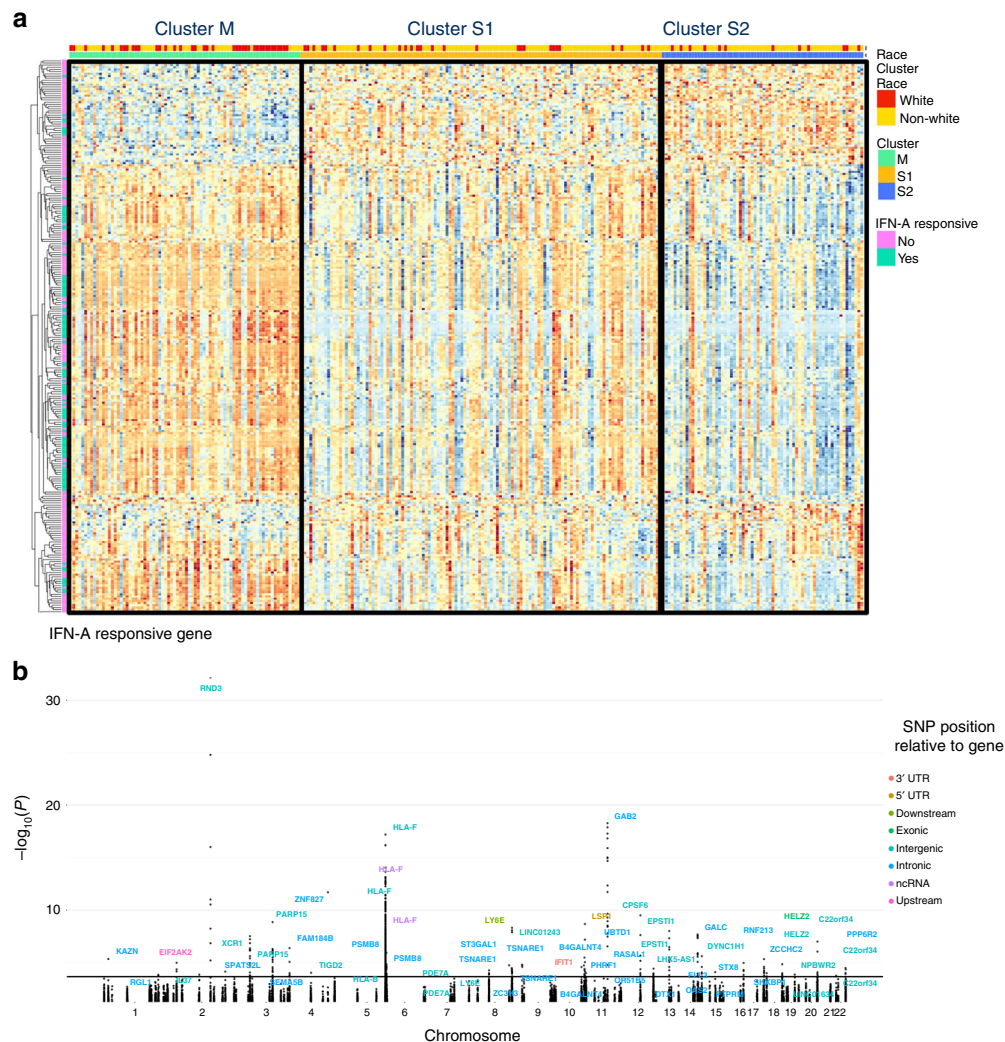 a
Cluster M
Cluster S1
Cluster S2
Race
Cluster
Race
White
Non-white
Cluster
M
S1
S2
IFN-A responsive
No
Yes
IFN-A responsive gene
b
−log10(P)
30
20
10
RND3
HLA-F
GAB2
HLA-F
HLA-F
ZNF827
CPSF6
PARP15
HLA-F
LY6E
HELZ2
C22orf34
EPSTI1
GALC
RNF213
LINC01243
UBTD1
HELZ2
PPP6R2
FAM184B
XCR1
PSMB8
ST3GAL1
TSNARE1
B4GALNT4
EPSTI1
DYNC1H1
KAZN
EIF2AK2
PARP15
RASAL1
ZCCHC2
C22orf34
PSMB8
TSNARE1
IFIT1
LHX5-AS1
SPATS2L
TIGD2
PHRF1
STX8
NPBWR2
PDE7A
RGL1
SEMA5B
HLA-B
LY6E
TSNARE1
OR51B5
C22orf34
PDE7A
ZC3H3
B4GALNT4
1
2
3
4
5
6
7
8
9
10
11
12
13
14
15
16
17
18
19
20
21
22
Chromosome
SNP position
relative to gene
3′ UTR
5′ UTR
Downstream
Exonic
Intergenic
Intronic
ncRNA
Upstream